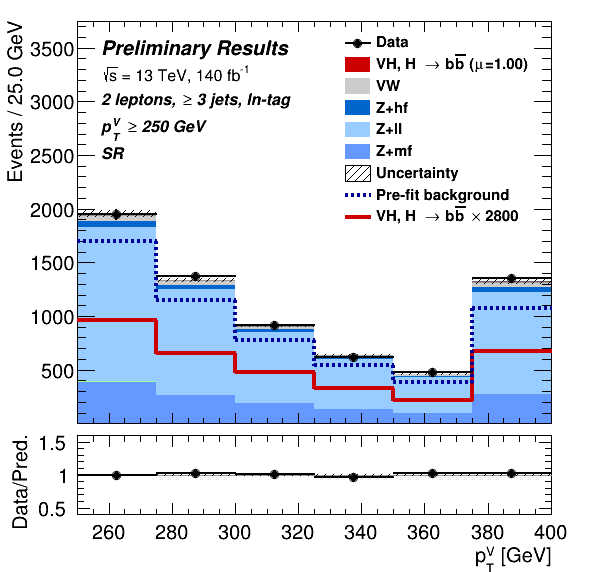 Events / 25.0 GeV
3500
3000
2500
2000
1500
1000
500
Preliminary Results
√s = 13 TeV, 140 fb⁻¹
2 leptons, ≥ 3 jets, ln-tag
p_T^V ≥ 250 GeV
SR
Data
VH, H → bb̅ (μ=1.00)
VW
Z+hf
Z+ll
Z+mf
Uncertainty
Pre-fit background
VH, H → bb̅ × 2800
Data/Pred.
1.5
1
0.5
260 280 300 320 340 360 380 400
p_T^V [GeV]